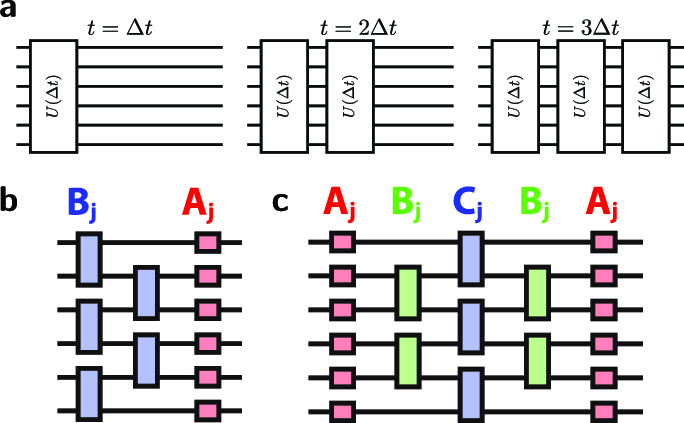 a
t = Δt t = 2Δt t = 3Δt
U(Δt) U(Δt) U(Δt) U(Δt) U(Δt) U(Δt)
b Bj Aj c Aj Bj Cj Bj Aj